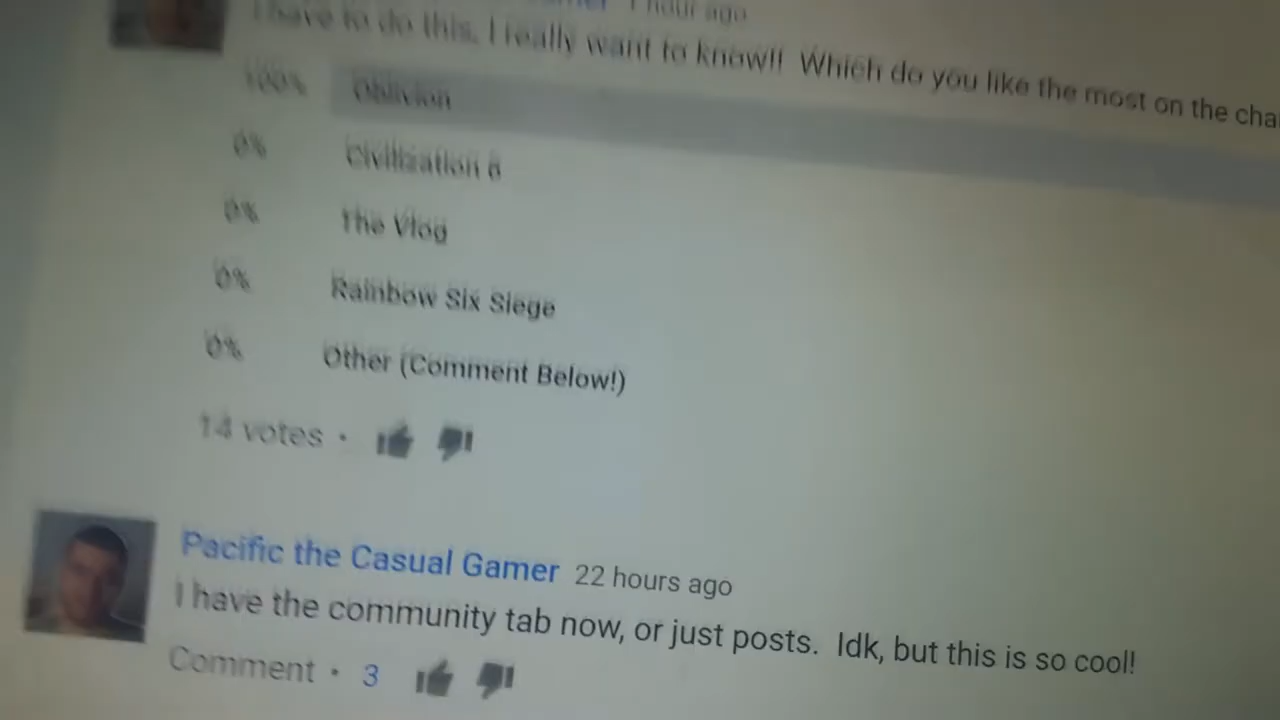 1 hour ago
I have to do this, I really want to know!! Which do you like the most on the cha
100% Oblivion
0% Civilization 6
0% The Vlog
0% Rainbow Six Siege
0% Other (Comment Below!)
14 votes •
Pacific the Casual Gamer 22 hours ago
I have the community tab now, or just posts. Idk, but this is so cool!
Comment • 3